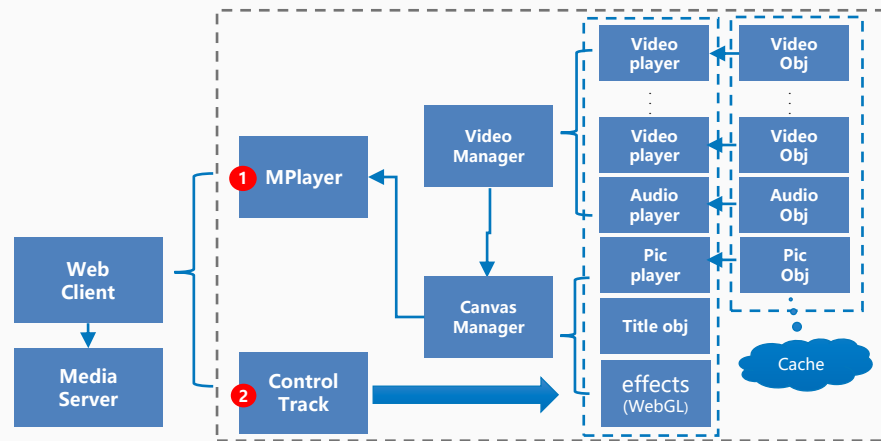 Web
Client
Media
Server
1
MPlayer
2
Control
Track
Video
Manager
Canvas
Manager
Video
player
Video
player
Audio
player
Pic
player
Title obj
effects
(WebGL)
Video
Obj
Video
Obj
Audio
Obj
Pic
Obj
Cache